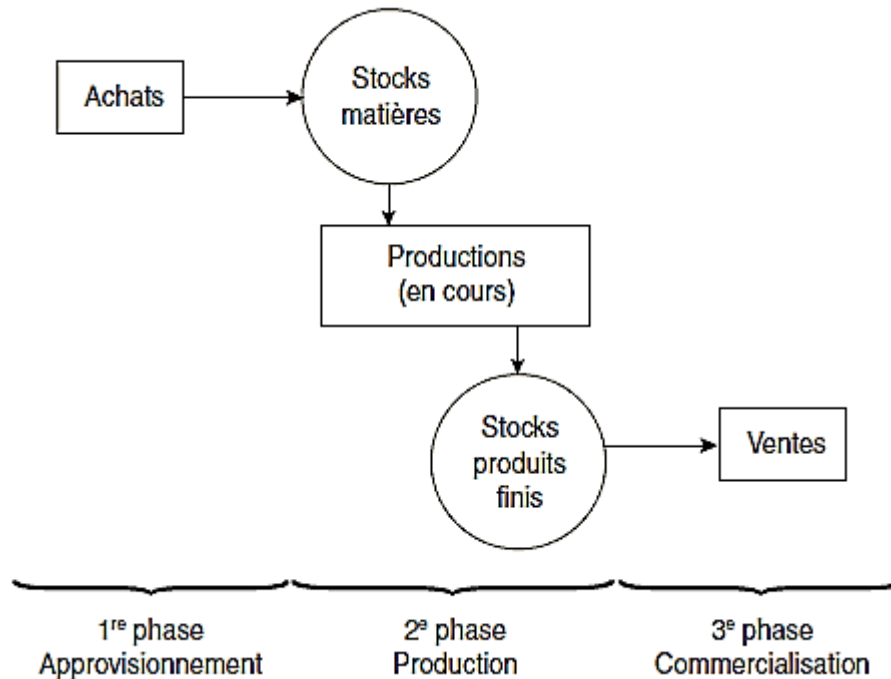 Achats
Stocks
matières
Productions
(en cours)
Stocks
produits
finis
Ventes
1re phase
Approvisionnement
2e phase
Production
3e phase
Commercialisation